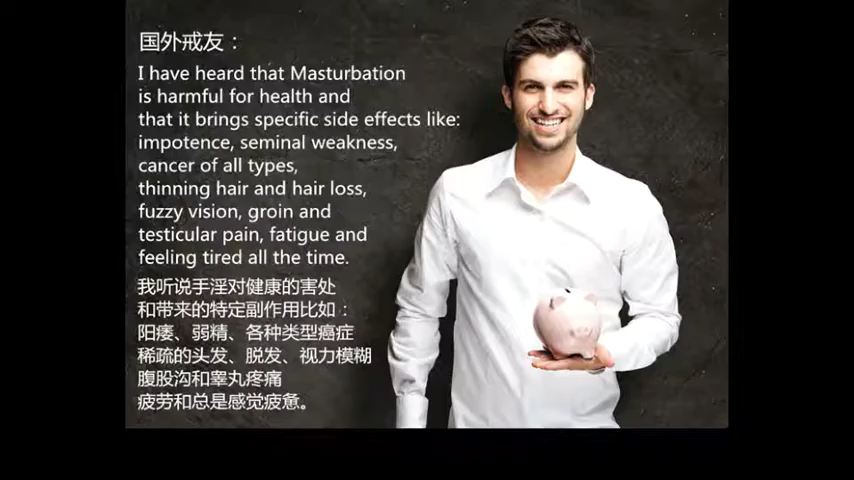 国外戒友：
I have heard that Masturbation
is harmful for health and
that it brings specific side effects like:
impotence, seminal weakness,
cancer of all types,
thinning hair and hair loss,
fuzzy vision, groin and
testicular pain, fatigue and
feeling tired all the time.
我听说手淫对健康的害处
和带来的特定副作用比如：
阳痿、弱精、各种类型癌症
稀疏的头发、脱发、视力模糊
腹股沟和睾丸疼痛
疲劳和总是感觉疲惫。